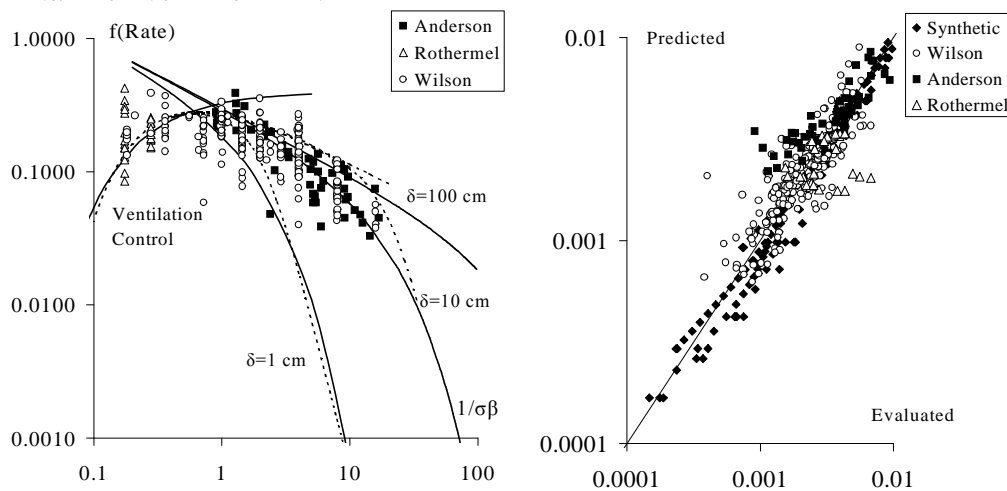 f(Rate)
Anderson
Rothermel
Wilson
1.0000
0.1000
0.0100
0.0010
Ventilation
Control
δ=100 cm
δ=10 cm
δ=1 cm
1/σβ
0.1 1 10 100
Predicted
Synthetic
Wilson
Anderson
Rothermel
0.01
0.001
0.0001
Evaluated
0.0001 0.001 0.01